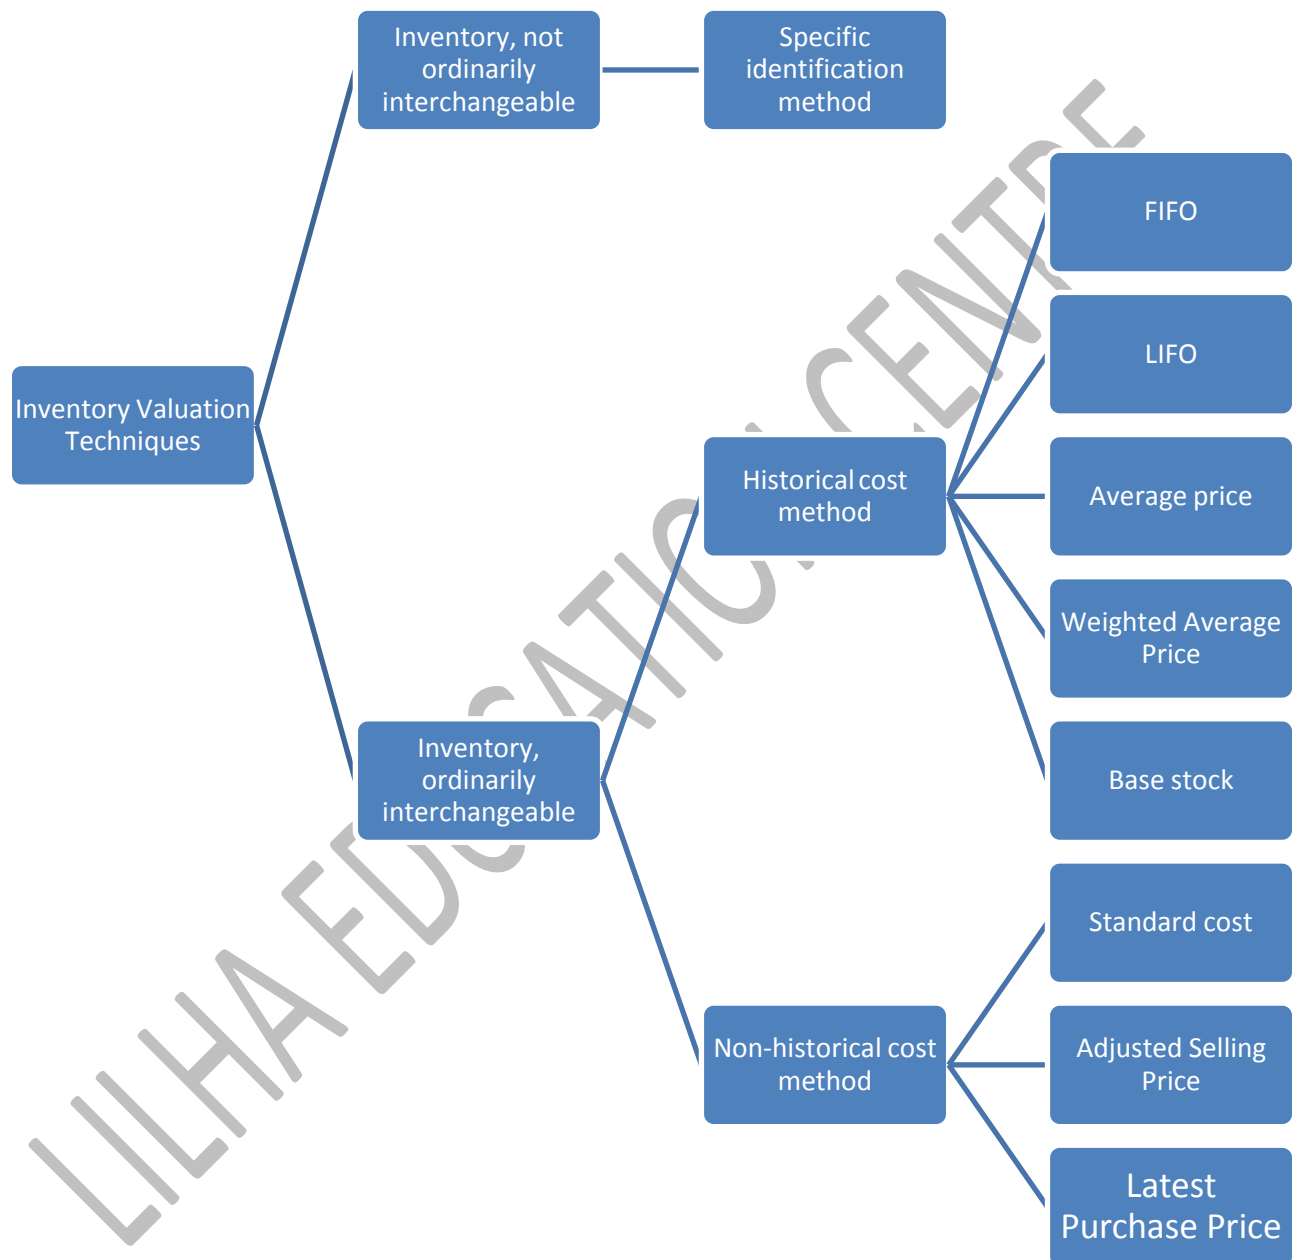 Inventory, not
ordinarily
interchangeable
Specific
identification
method
FIFO
LIFO
Inventory Valuation
Techniques
Historical cost
method
Average price
Weighted Average
Price
Inventory,
ordinarily
interchangeable
Base stock
Standard cost
Non-historical cost
method
Adjusted Selling
Price
Latest
Purchase Price
LILHA EDUCATION CENTRE